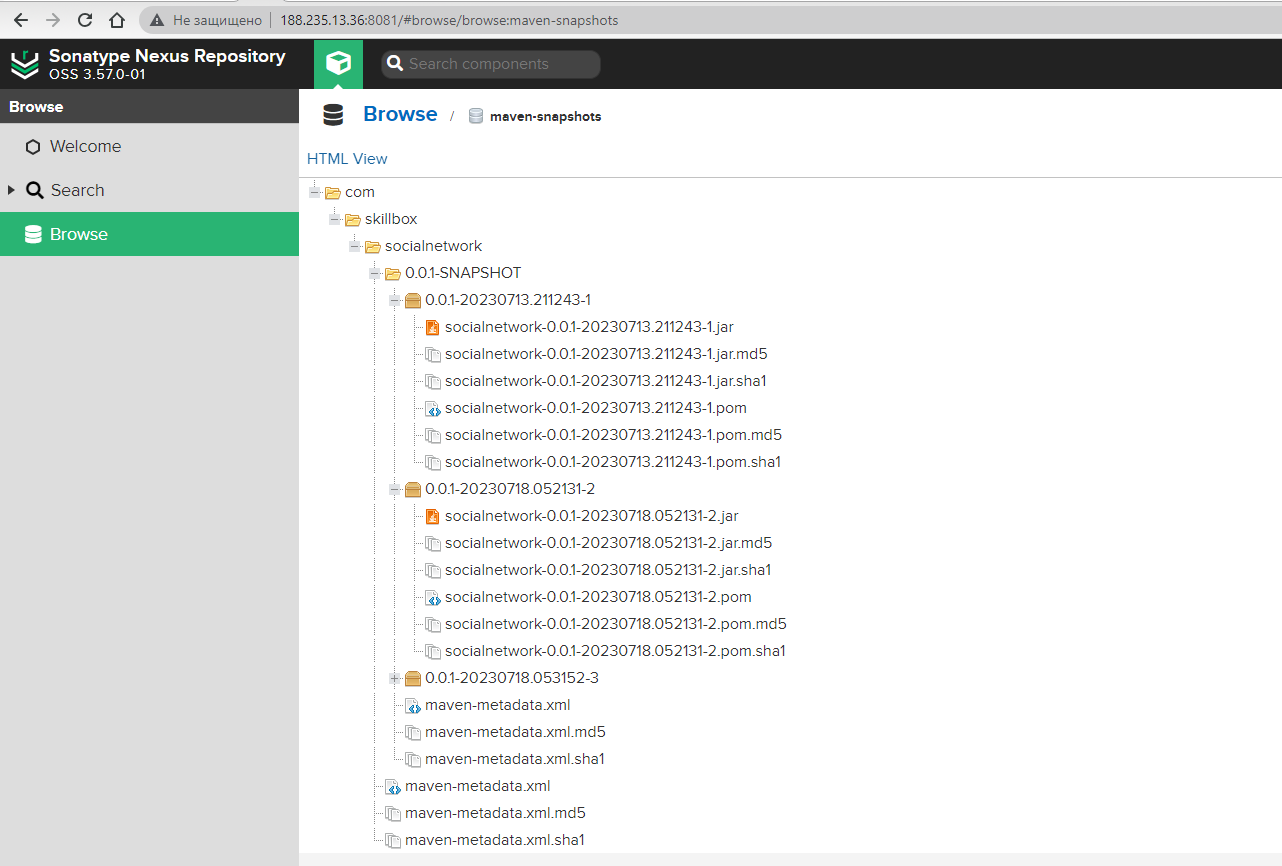 Не защищено 188.235.13.36:8081/#browse/browse:maven-snapshots
Sonatype Nexus Repository
OSS 3.57.0-01
Search components
Browse
Welcome
Search
Browse
Browse / maven-snapshots
HTML View
com
skillbox
socialnetwork
0.0.1-SNAPSHOT
0.0.1-20230713.211243-1
socialnetwork-0.0.1-20230713.211243-1.jar
socialnetwork-0.0.1-20230713.211243-1.jar.md5
socialnetwork-0.0.1-20230713.211243-1.jar.sha1
socialnetwork-0.0.1-20230713.211243-1.pom
socialnetwork-0.0.1-20230713.211243-1.pom.md5
socialnetwork-0.0.1-20230713.211243-1.pom.sha1
0.0.1-20230718.052131-2
socialnetwork-0.0.1-20230718.052131-2.jar
socialnetwork-0.0.1-20230718.052131-2.jar.md5
socialnetwork-0.0.1-20230718.052131-2.jar.sha1
socialnetwork-0.0.1-20230718.052131-2.pom
socialnetwork-0.0.1-20230718.052131-2.pom.md5
socialnetwork-0.0.1-20230718.052131-2.pom.sha1
0.0.1-20230718.053152-3
maven-metadata.xml
maven-metadata.xml.md5
maven-metadata.xml.sha1
maven-metadata.xml
maven-metadata.xml.md5
maven-metadata.xml.sha1